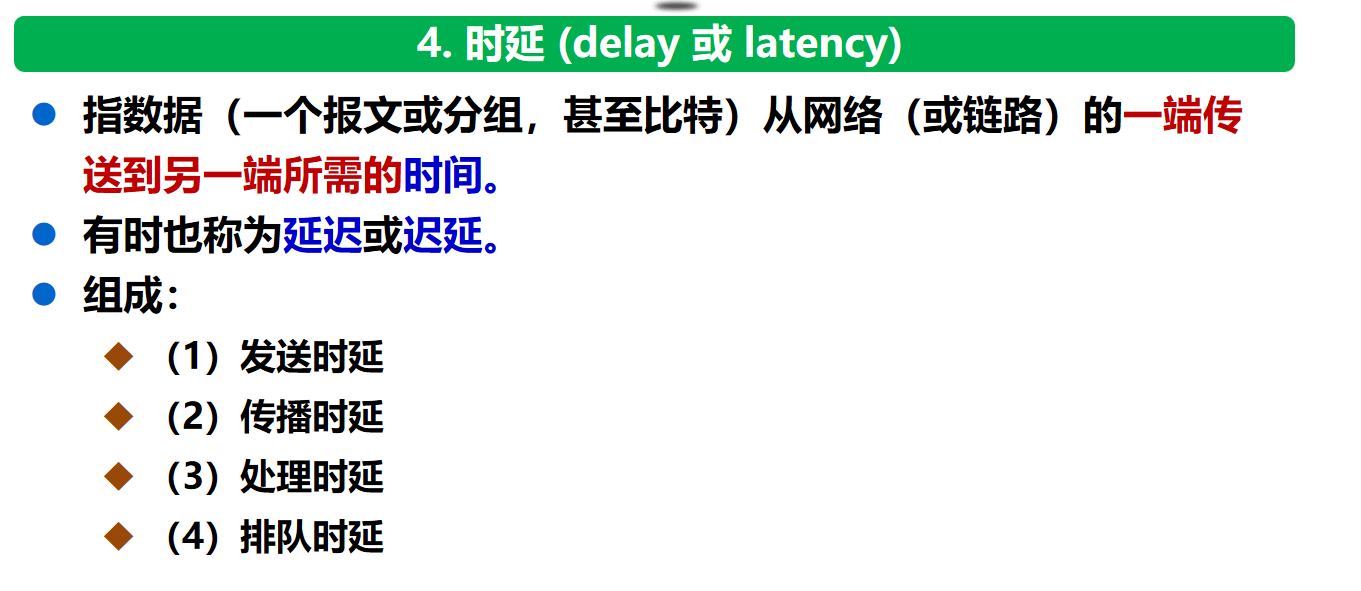 4. 时延 (delay 或 latency)
指数据（一个报文或分组，甚至比特）从网络（或链路）的一端传
送到另一端所需的时间。
有时也称为延迟或迟延。
组成：
（1）发送时延
（2）传播时延
（3）处理时延
（4）排队时延